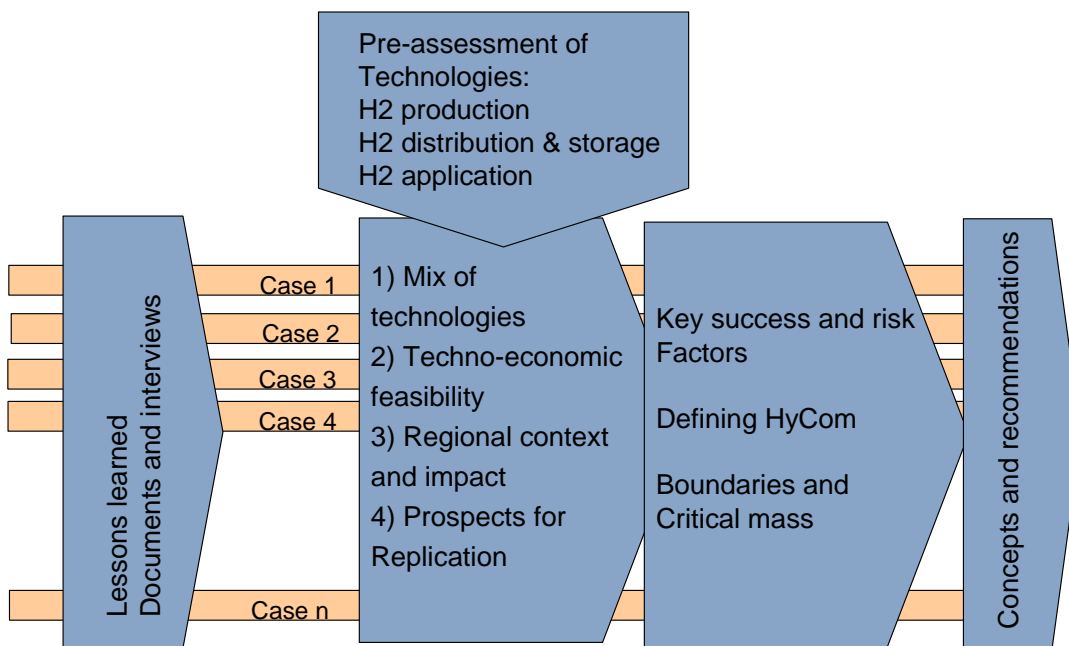 Pre-assessment of
Technologies:
H2 production
H2 distribution & storage
H2 application
Lessons learned
Documents and interviews
Case 1
Case 2
Case 3
Case 4
Case n
1) Mix of
technologies
2) Techno-economic
feasibility
3) Regional context
and impact
4) Prospects for
Replication
Key success and risk
Factors
Defining HyCom
Boundaries and
Critical mass
Concepts and recommendations